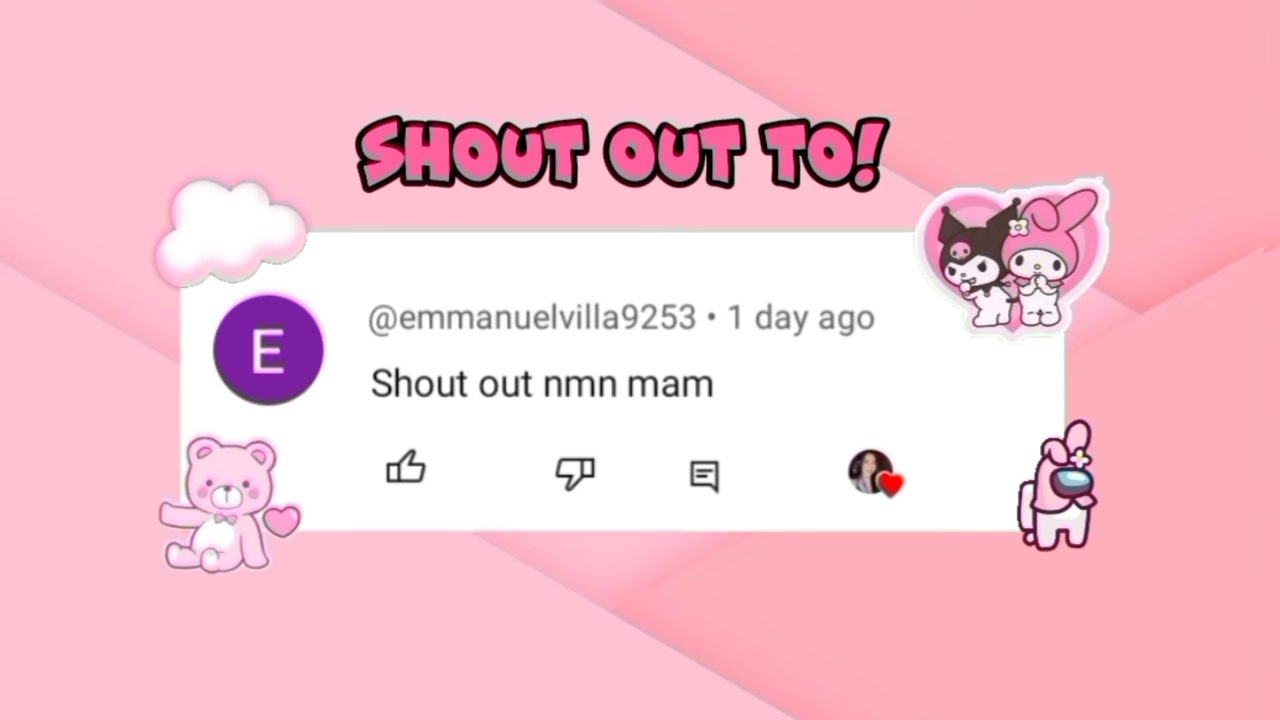 SHOUT OUT TO!
E
@emmanuelvilla9253 • 1 day ago
Shout out nmn mam